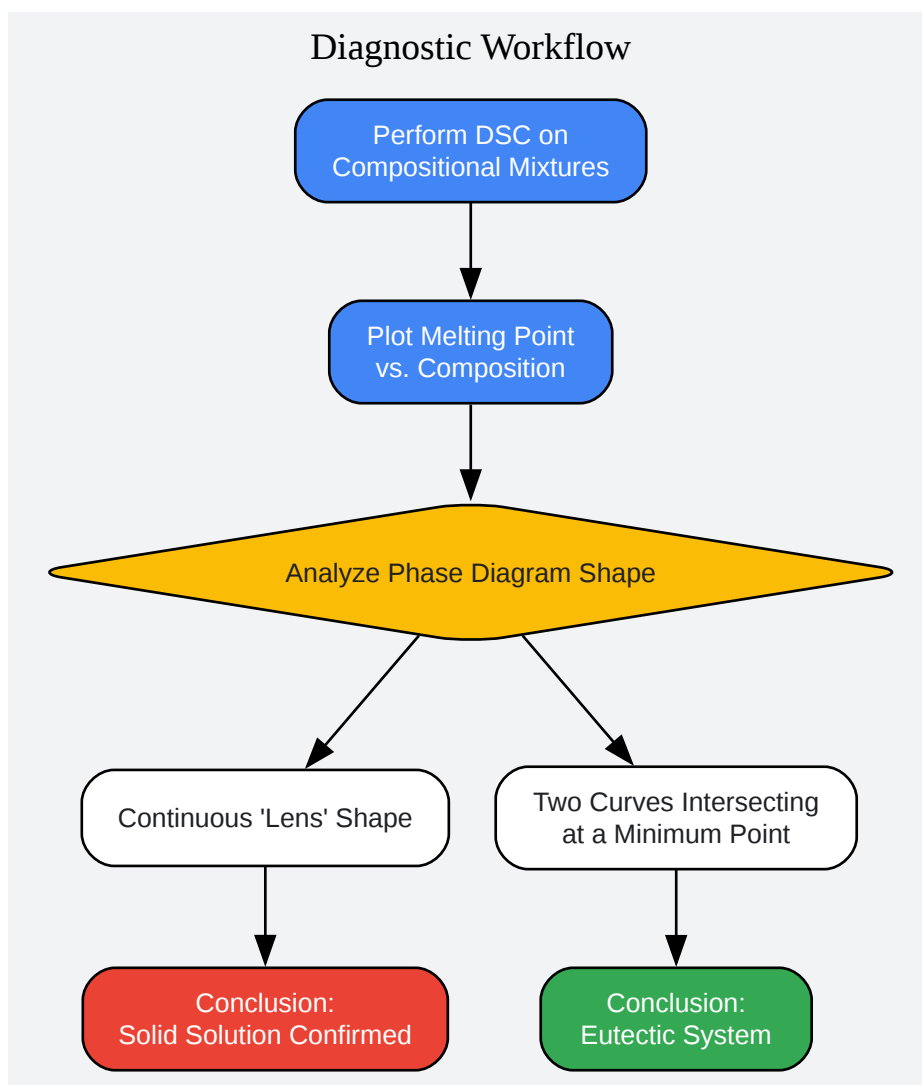 Diagnostic Workflow
Perform DSC on
Compositional Mixtures
Plot Melting Point
vs. Composition
Analyze Phase Diagram Shape
Continuous 'Lens' Shape
Two Curves Intersecting
at a Minimum Point
Conclusion:
Solid Solution Confirmed
Conclusion:
Eutectic System